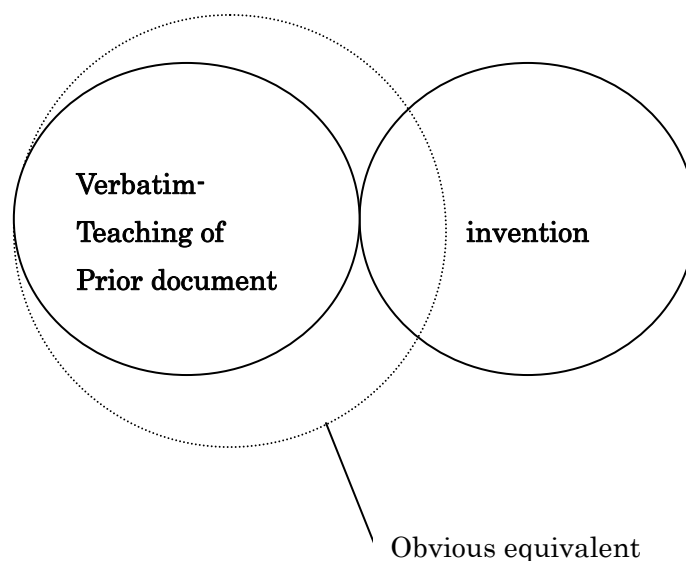 Verbatim-
Teaching of
Prior document
invention
Obvious equivalent